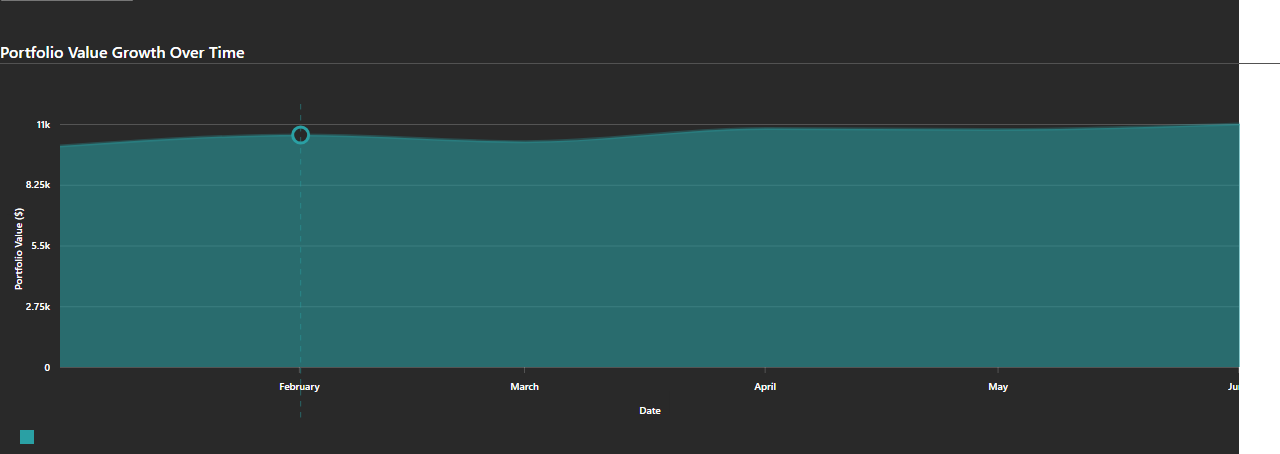 Portfolio Value Growth Over Time
11k
8.25k
5.5k
2.75k
0
Portfolio Value ($)
February March April May Ju
Date